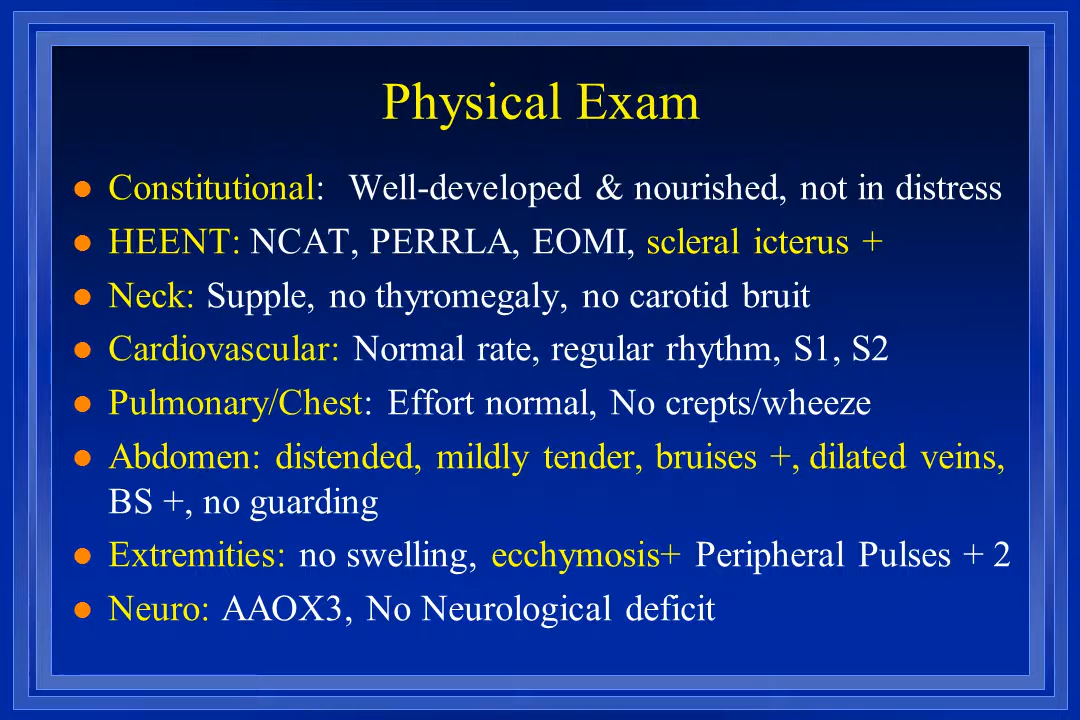 Physical Exam
Constitutional: Well-developed & nourished, not in distress
HEENT: NCAT, PERRLA, EOMI, scleral icterus +
Neck: Supple, no thyromegaly, no carotid bruit
Cardiovascular: Normal rate, regular rhythm, S1, S2
Pulmonary/Chest: Effort normal, No crepts/wheeze
Abdomen: distended, mildly tender, bruises +, dilated veins,
BS +, no guarding
Extremities: no swelling, ecchymosis+ Peripheral Pulses + 2
Neuro: AAOX3, No Neurological deficit